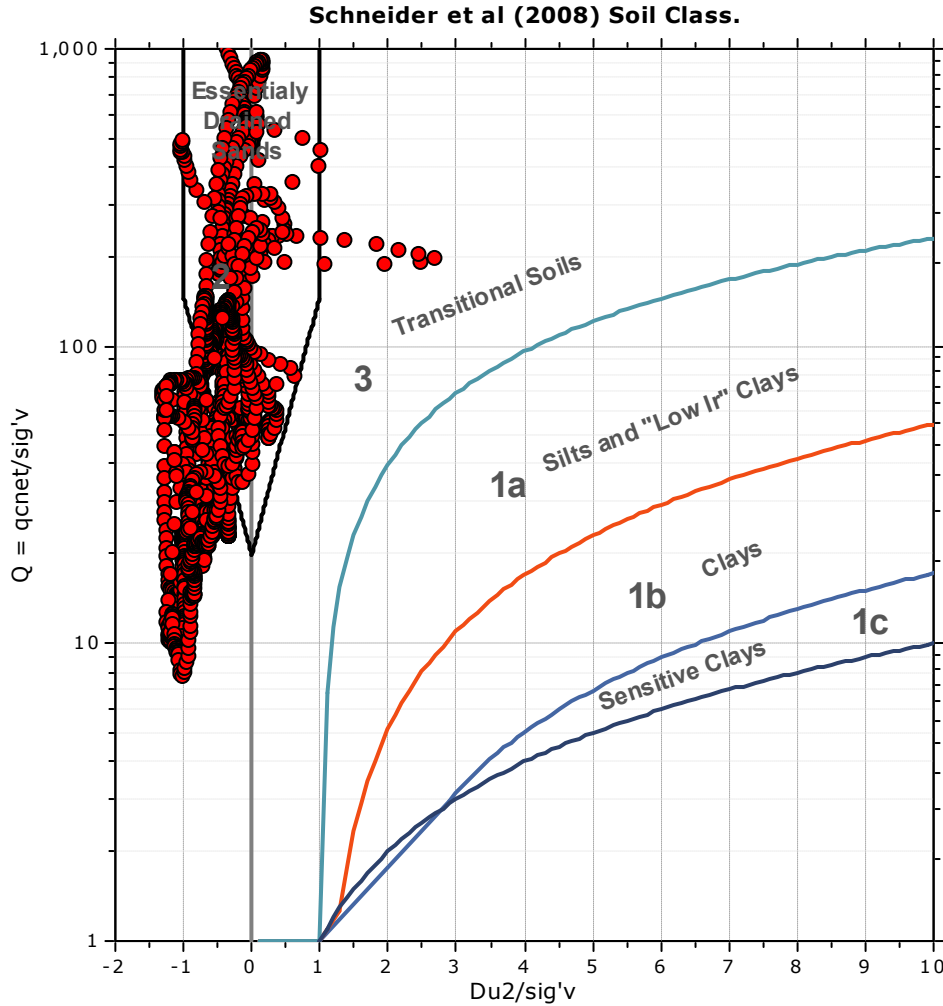 Schneider et al (2008) Soil Class.
1,000
Essentialy
Drained
Sands
2
Transitional Soils
100
3
Silts and "Low Ir" Clays
1a
Q = qcnet/sig'v
Clays
1b
10
1c
Sensitive Clays
1
-2 -1 0 1 2 3 4 5 6 7 8 9 10
Du2/sig'v